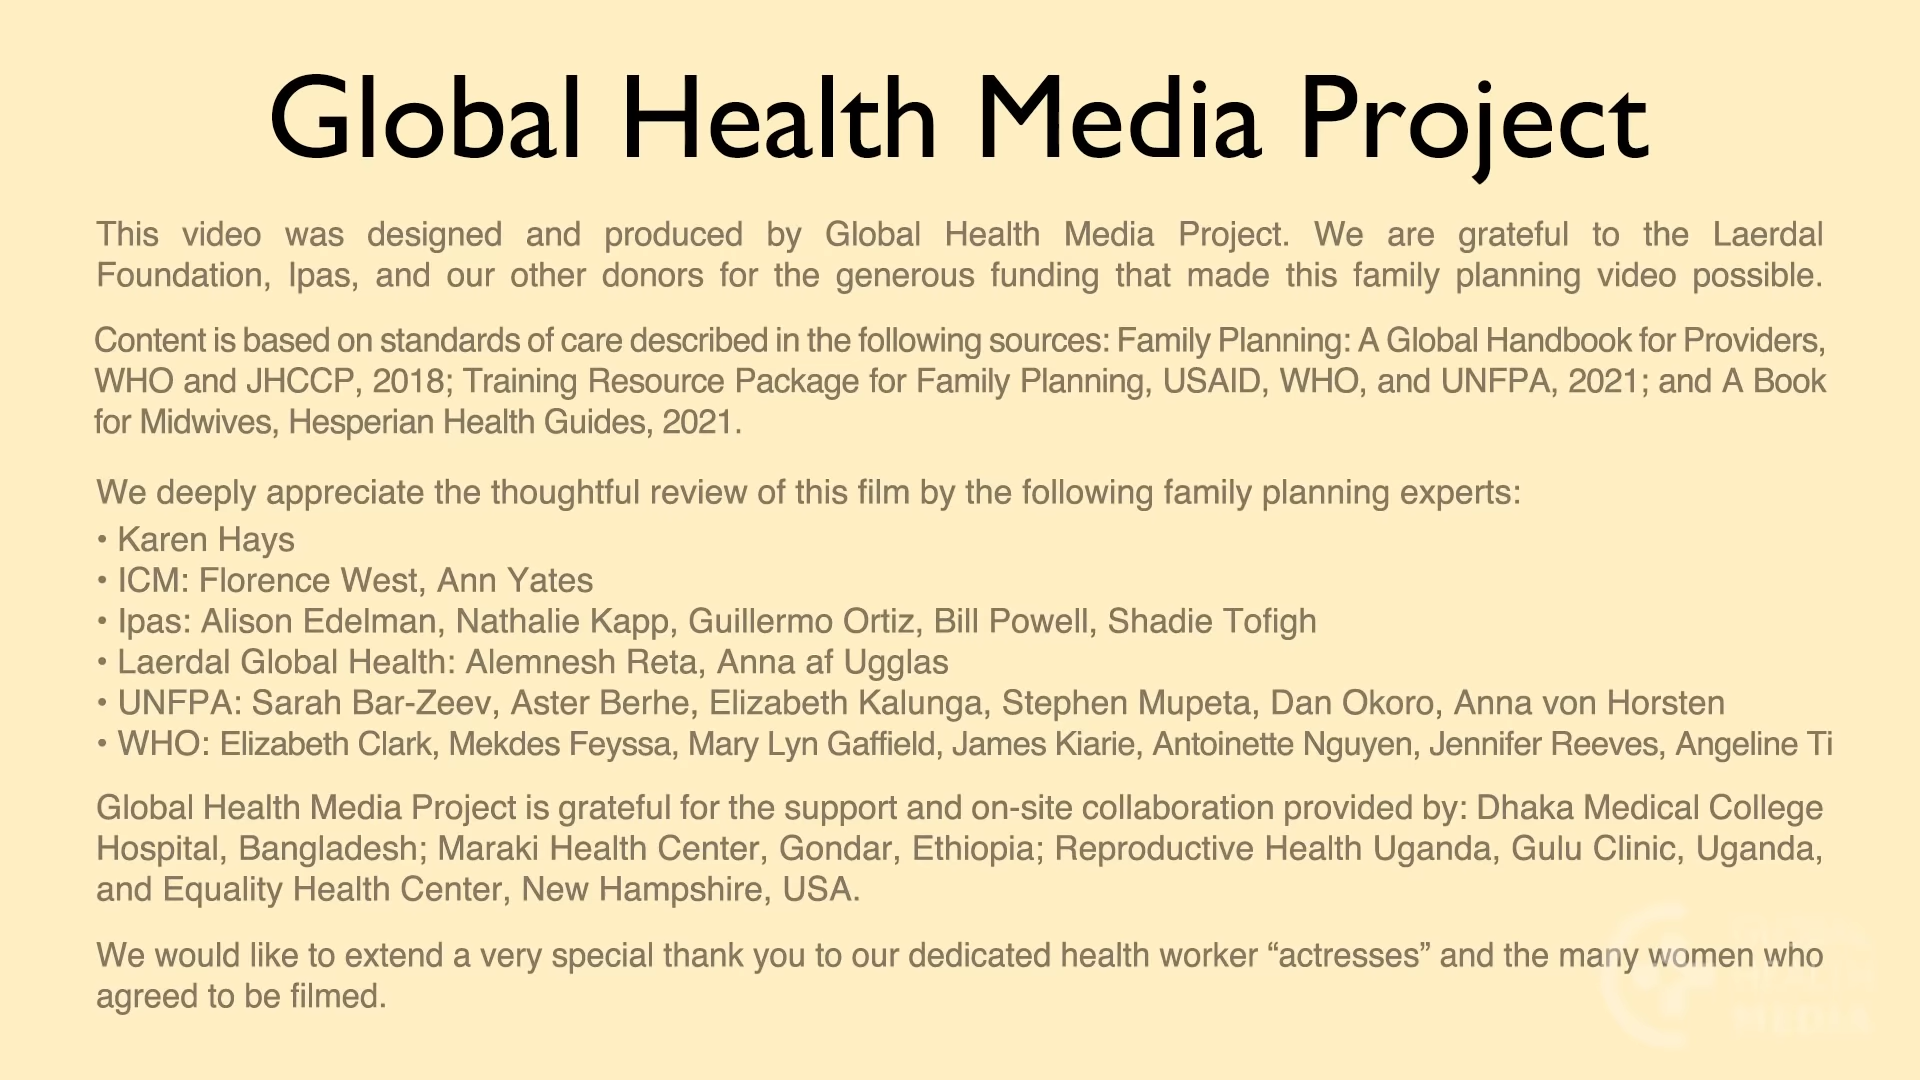 Global Health Media Project
This video was designed and produced by Global Health Media Project. We are grateful to the Laerdal
Foundation, Ipas, and our other donors for the generous funding that made this family planning video possible.
Content is based on standards of care described in the following sources: Family Planning: A Global Handbook for Providers,
WHO and JHCCP, 2018; Training Resource Package for Family Planning, USAID, WHO, and UNFPA, 2021; and A Book
for Midwives, Hesperian Health Guides, 2021.
We deeply appreciate the thoughtful review of this film by the following family planning experts:
• Karen Hays
• ICM: Florence West, Ann Yates
• Ipas: Alison Edelman, Nathalie Kapp, Guillermo Ortiz, Bill Powell, Shadie Tofigh
• Laerdal Global Health: Alemnesh Reta, Anna af Ugglas
• UNFPA: Sarah Bar-Zeev, Aster Berhe, Elizabeth Kalunga, Stephen Mupeta, Dan Okoro, Anna von Horsten
• WHO: Elizabeth Clark, Mekdes Feyssa, Mary Lyn Gaffield, James Kiarie, Antoinette Nguyen, Jennifer Reeves, Angeline Ti
Global Health Media Project is grateful for the support and on-site collaboration provided by: Dhaka Medical College
Hospital, Bangladesh; Maraki Health Center, Gondar, Ethiopia; Reproductive Health Uganda, Gulu Clinic, Uganda,
and Equality Health Center, New Hampshire, USA.
We would like to extend a very special thank you to our dedicated health worker “actresses” and the many women who
agreed to be filmed.
GLOBAL
HEALTH
MEDIA